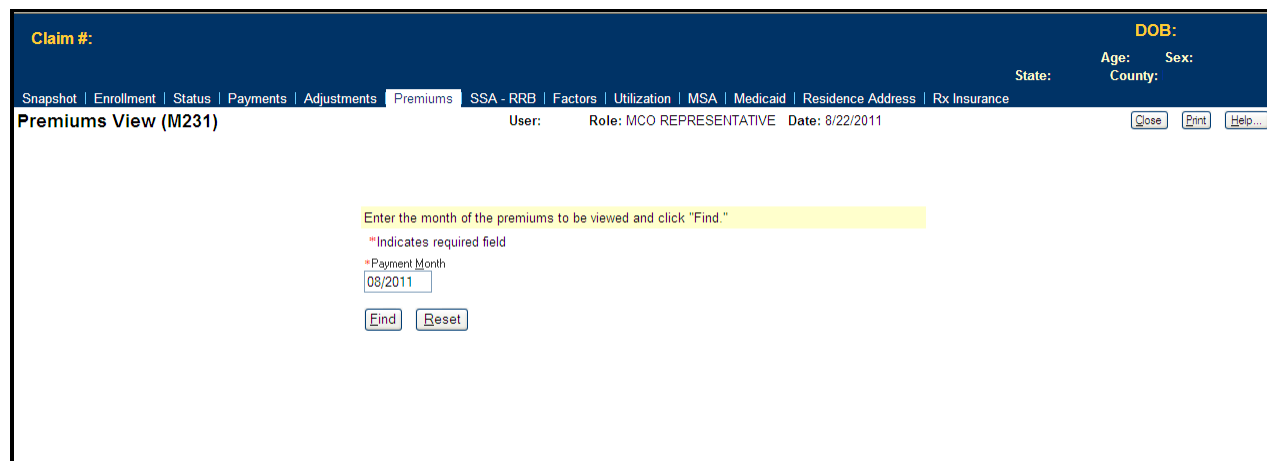 Claim #: DOB:
Age: Sex:
State: County:
Snapshot | Enrollment | Status | Payments | Adjustments | Premiums | SSA - RRB | Factors | Utilization | MSA | Medicaid | Residence Address | Rx Insurance
Premiums View (M231) User: Role: MCO REPRESENTATIVE Date: 8/22/2011 Close Print Help...
Enter the month of the premiums to be viewed and click "Find."
*Indicates required field
*Payment Month
08/2011
Find Reset